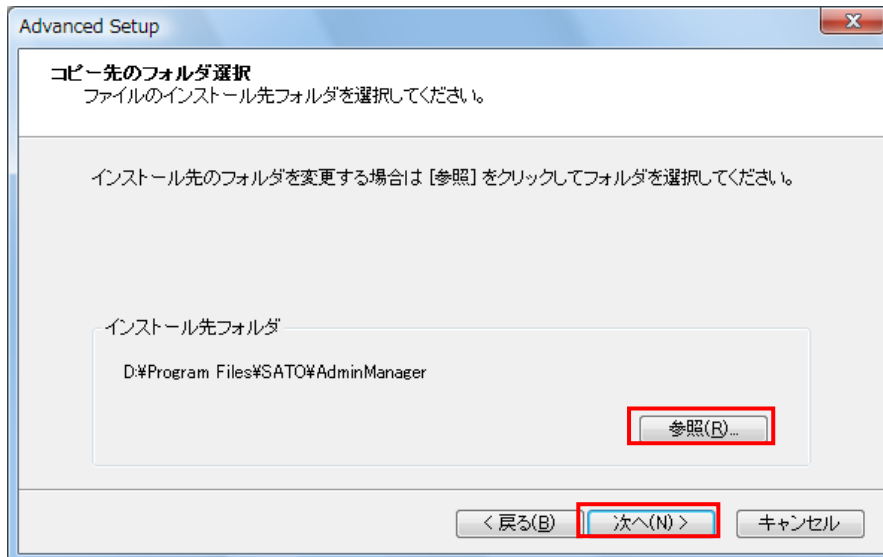 Advanced Setup
コピー先のフォルダ選択
ファイルのインストール先フォルダを選択してください。
インストール先のフォルダを変更する場合は [参照] をクリックしてフォルダを選択してください。
インストール先フォルダ
D:¥Program Files¥SATO¥AdminManager
参照(R)...
< 戻る(B)
次へ(N) >
キャンセル